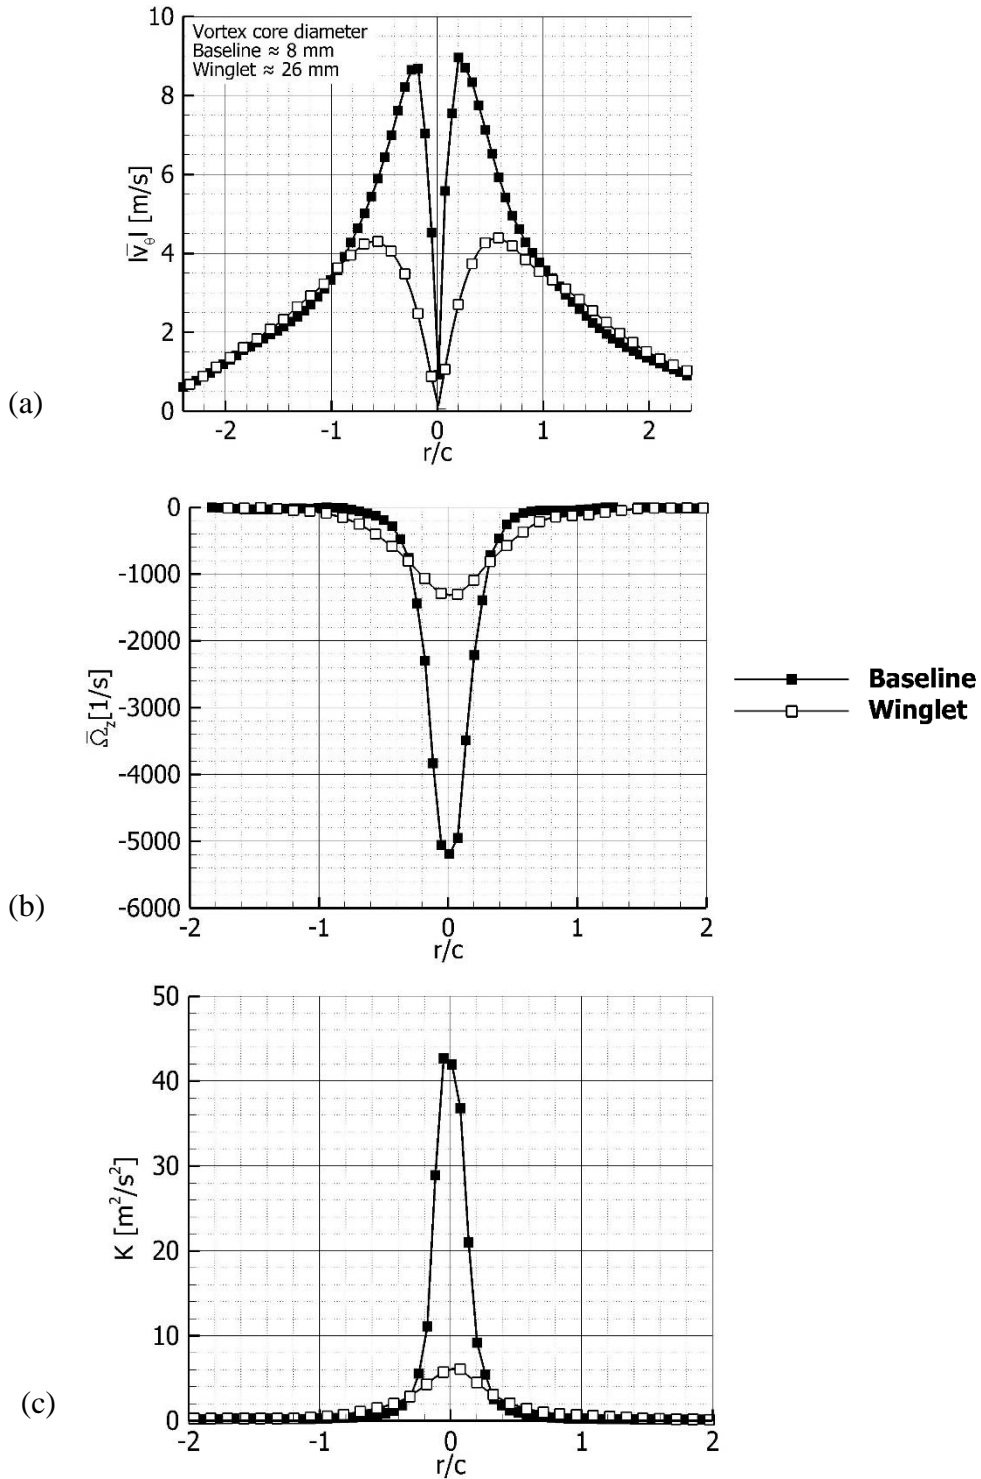 Vortex core diameter
Baseline ≈ 8 mm
Winglet ≈ 26 mm
10
8
6
4
2
0
|v̅θ| [m/s]
-2 -1 0 1 2
r/c
(a)
0
-1000
-2000
-3000
-4000
-5000
-6000
Ω̅z[1/s]
-2 -1 0 1 2
r/c
(b)
Baseline
Winglet
50
40
30
20
10
0
K [m²/s²]
-2 -1 0 1 2
r/c
(c)